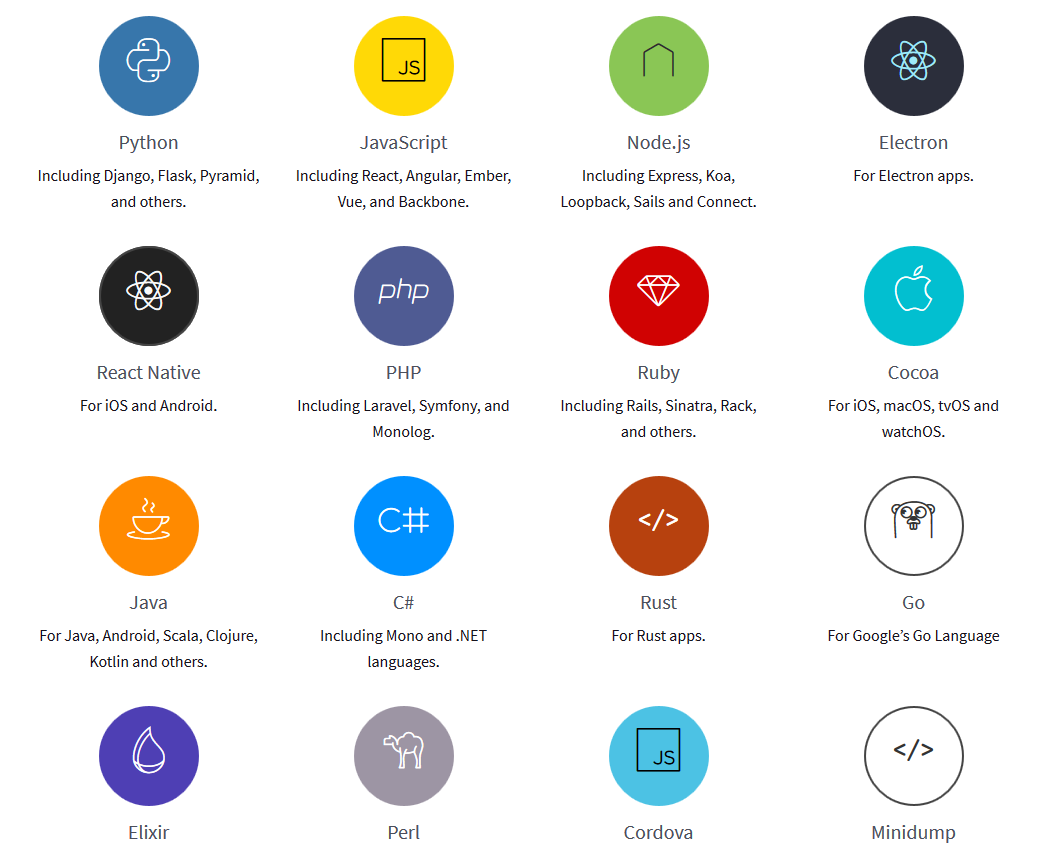 JS
Python
JavaScript
Node.js
Electron
Including Django, Flask, Pyramid,
and others.
Including React, Angular, Ember,
Vue, and Backbone.
Including Express, Koa,
Loopback, Sails and Connect.
For Electron apps.
php
React Native
PHP
Ruby
Cocoa
For iOS and Android.
Including Laravel, Symfony, and
Monolog.
Including Rails, Sinatra, Rack,
and others.
For iOS, macOS, tvOS and
watchOS.
C#
</>
Java
C#
Rust
Go
For Java, Android, Scala, Clojure,
Kotlin and others.
Including Mono and .NET
languages.
For Rust apps.
For Google’s Go Language
JS
</>
Elixir
Perl
Cordova
Minidump